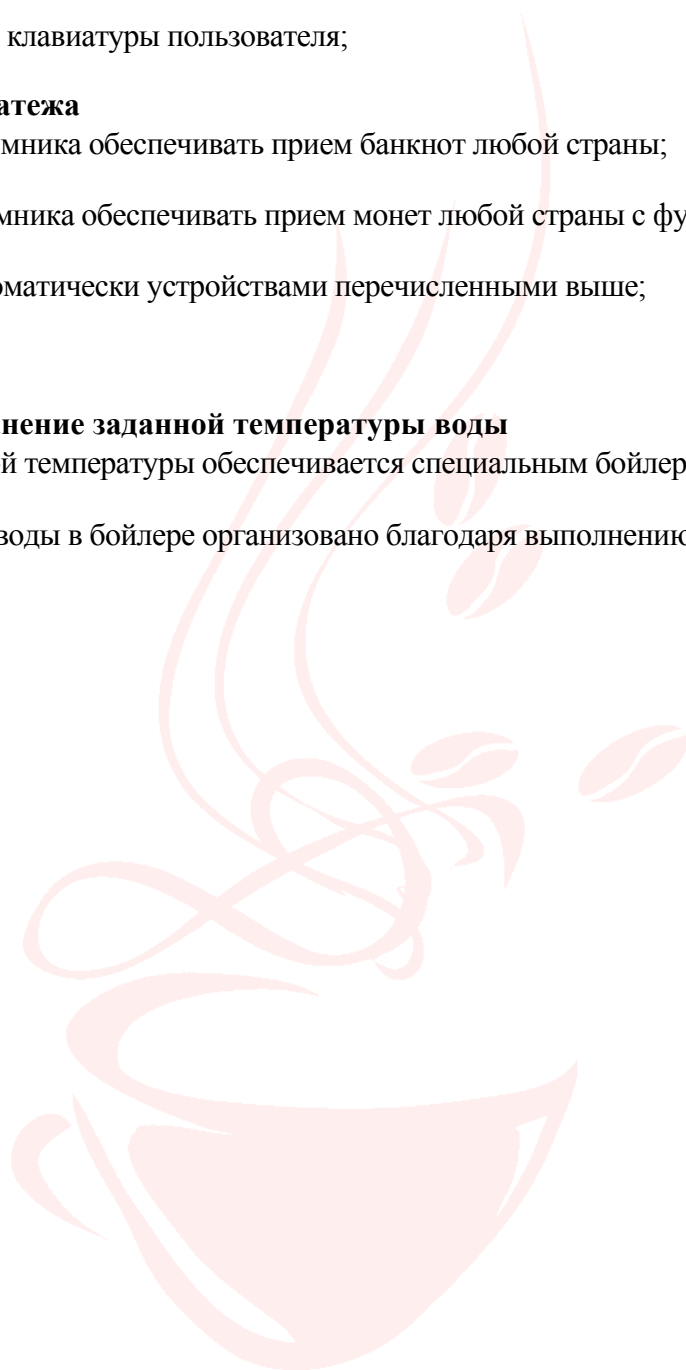 клавиатуры пользователя;
атежа
мника обеспечивать прием банкнот любой страны;
мника обеспечивать прием монет любой страны с фу
оматически устройствами перечисленными выше;
нение заданной температуры воды
й температуры обеспечивается специальным бойлер
воды в бойлере организовано благодаря выполнению